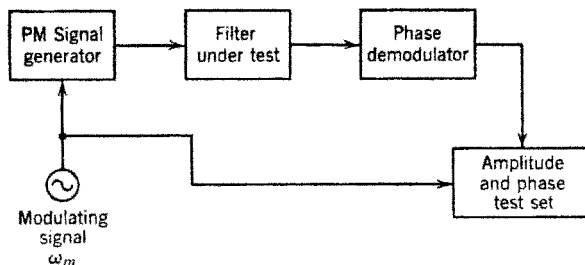 PM Signal
generator
Filter
under test
Phase
demodulator
Amplitude
and phase
test set
Modulating
signal
ωm